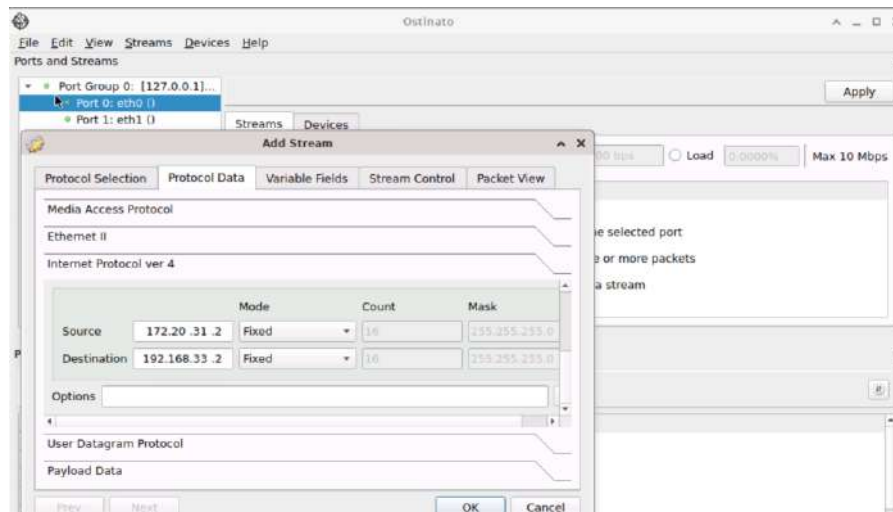 Ostinato
File Edit View Streams Devices Help
Ports and Streams
Port Group 0: [127.0.0.1]...
Port 0: eth0 ()
Port 1: eth1 ()
Apply
Streams Devices
Add Stream
Load 0.0000% Max 10 Mbps
Protocol Selection Protocol Data Variable Fields Stream Control Packet View
Media Access Protocol
Ethernet II
Internet Protocol ver 4
selected port
or more packets
a stream
Mode Count Mask
Source 172.20 .31 .2 Fixed 16 255.255.255.0
Destination 192.168.33 .2 Fixed 16 255.255.255.0
Options
User Datagram Protocol
Payload Data
Prev Next OK Cancel